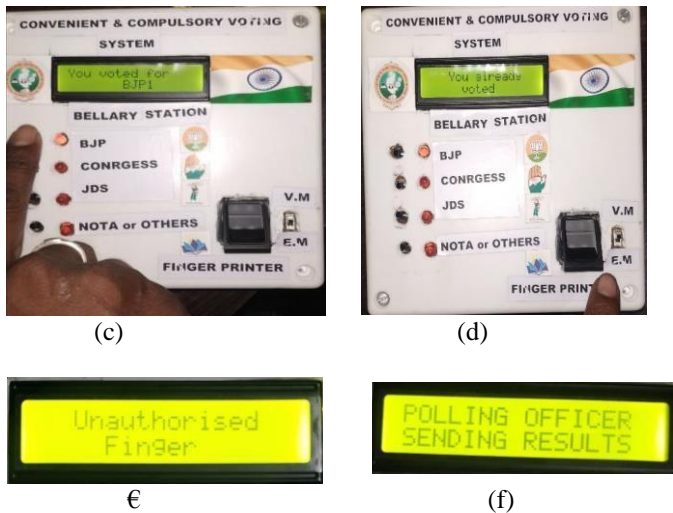 CONVENIENT & COMPULSORY VOTING
SYSTEM
You voted for
BJP1
BELLARY STATION
BJP
CONRGESS
JDS
NOTA or OTHERS
V.M
E.M
FINGER PRINTER
(c)
CONVENIENT & COMPULSORY VOTING
SYSTEM
You already
voted
BELLARY STATION
BJP
CONRGESS
JDS
NOTA or OTHERS
V.M
E.M
FINGER PRINT
(d)
Unauthorised
Finger
€
POLLING OFFICER
SENDING RESULTS
(f)